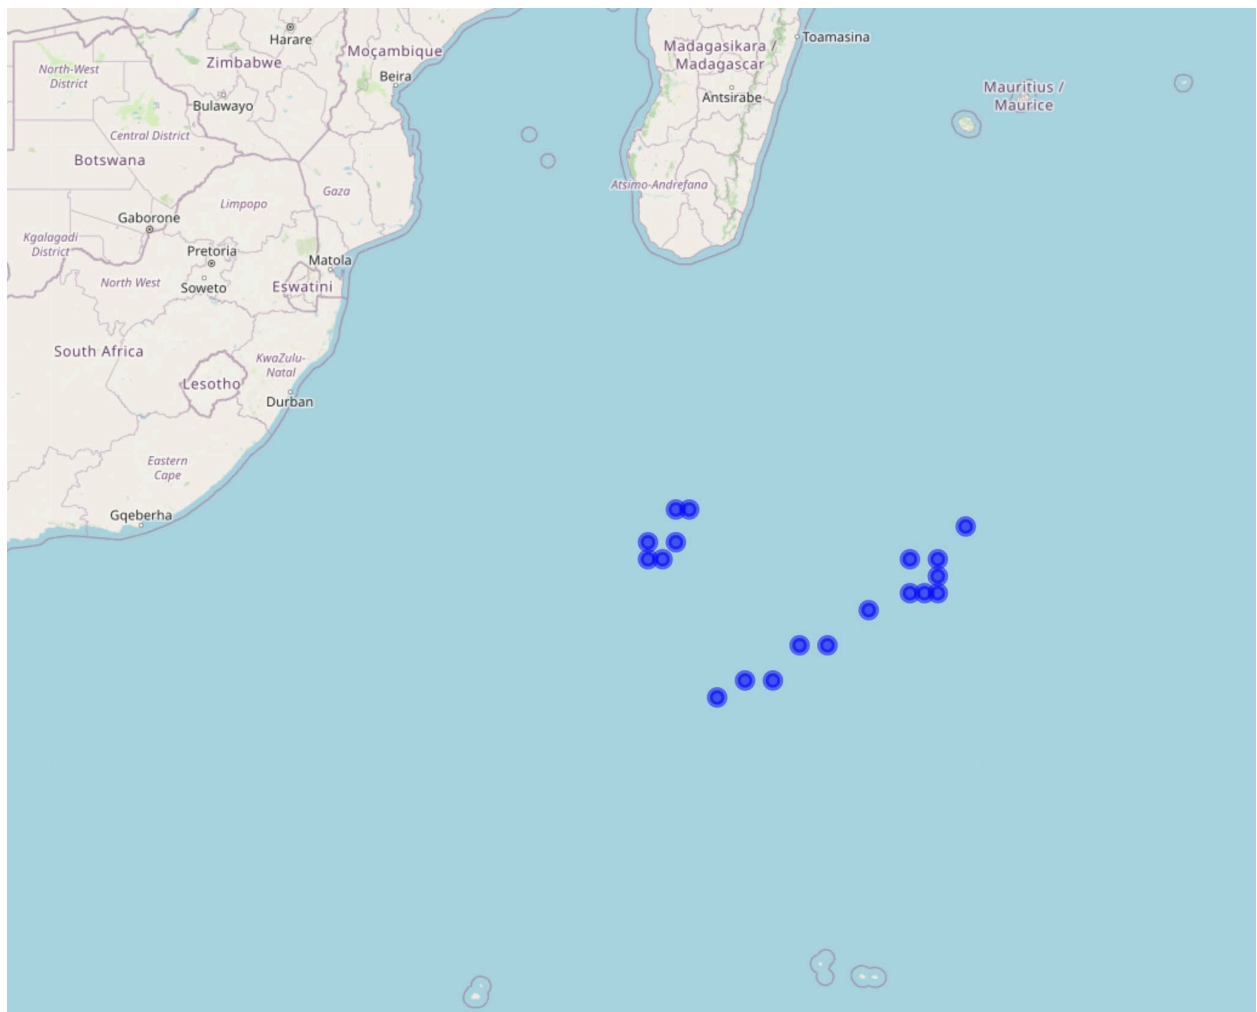 Harare
Zimbabwe
Moçambique
Beira
Madagasikara /
Madagascar
Toamasina
North-West
District
Bulawayo
Antsirabe
Mauritius /
Maurice
Central District
Botswana
Gaza
Atsimo-Andrefana
Limpopo
Gaborone
Kgalagadi
District
Pretoria
Matola
North West
Soweto
Eswatini
South Africa
KwaZulu-
Natal
Lesotho
Durban
Eastern
Cape
Gqeberha